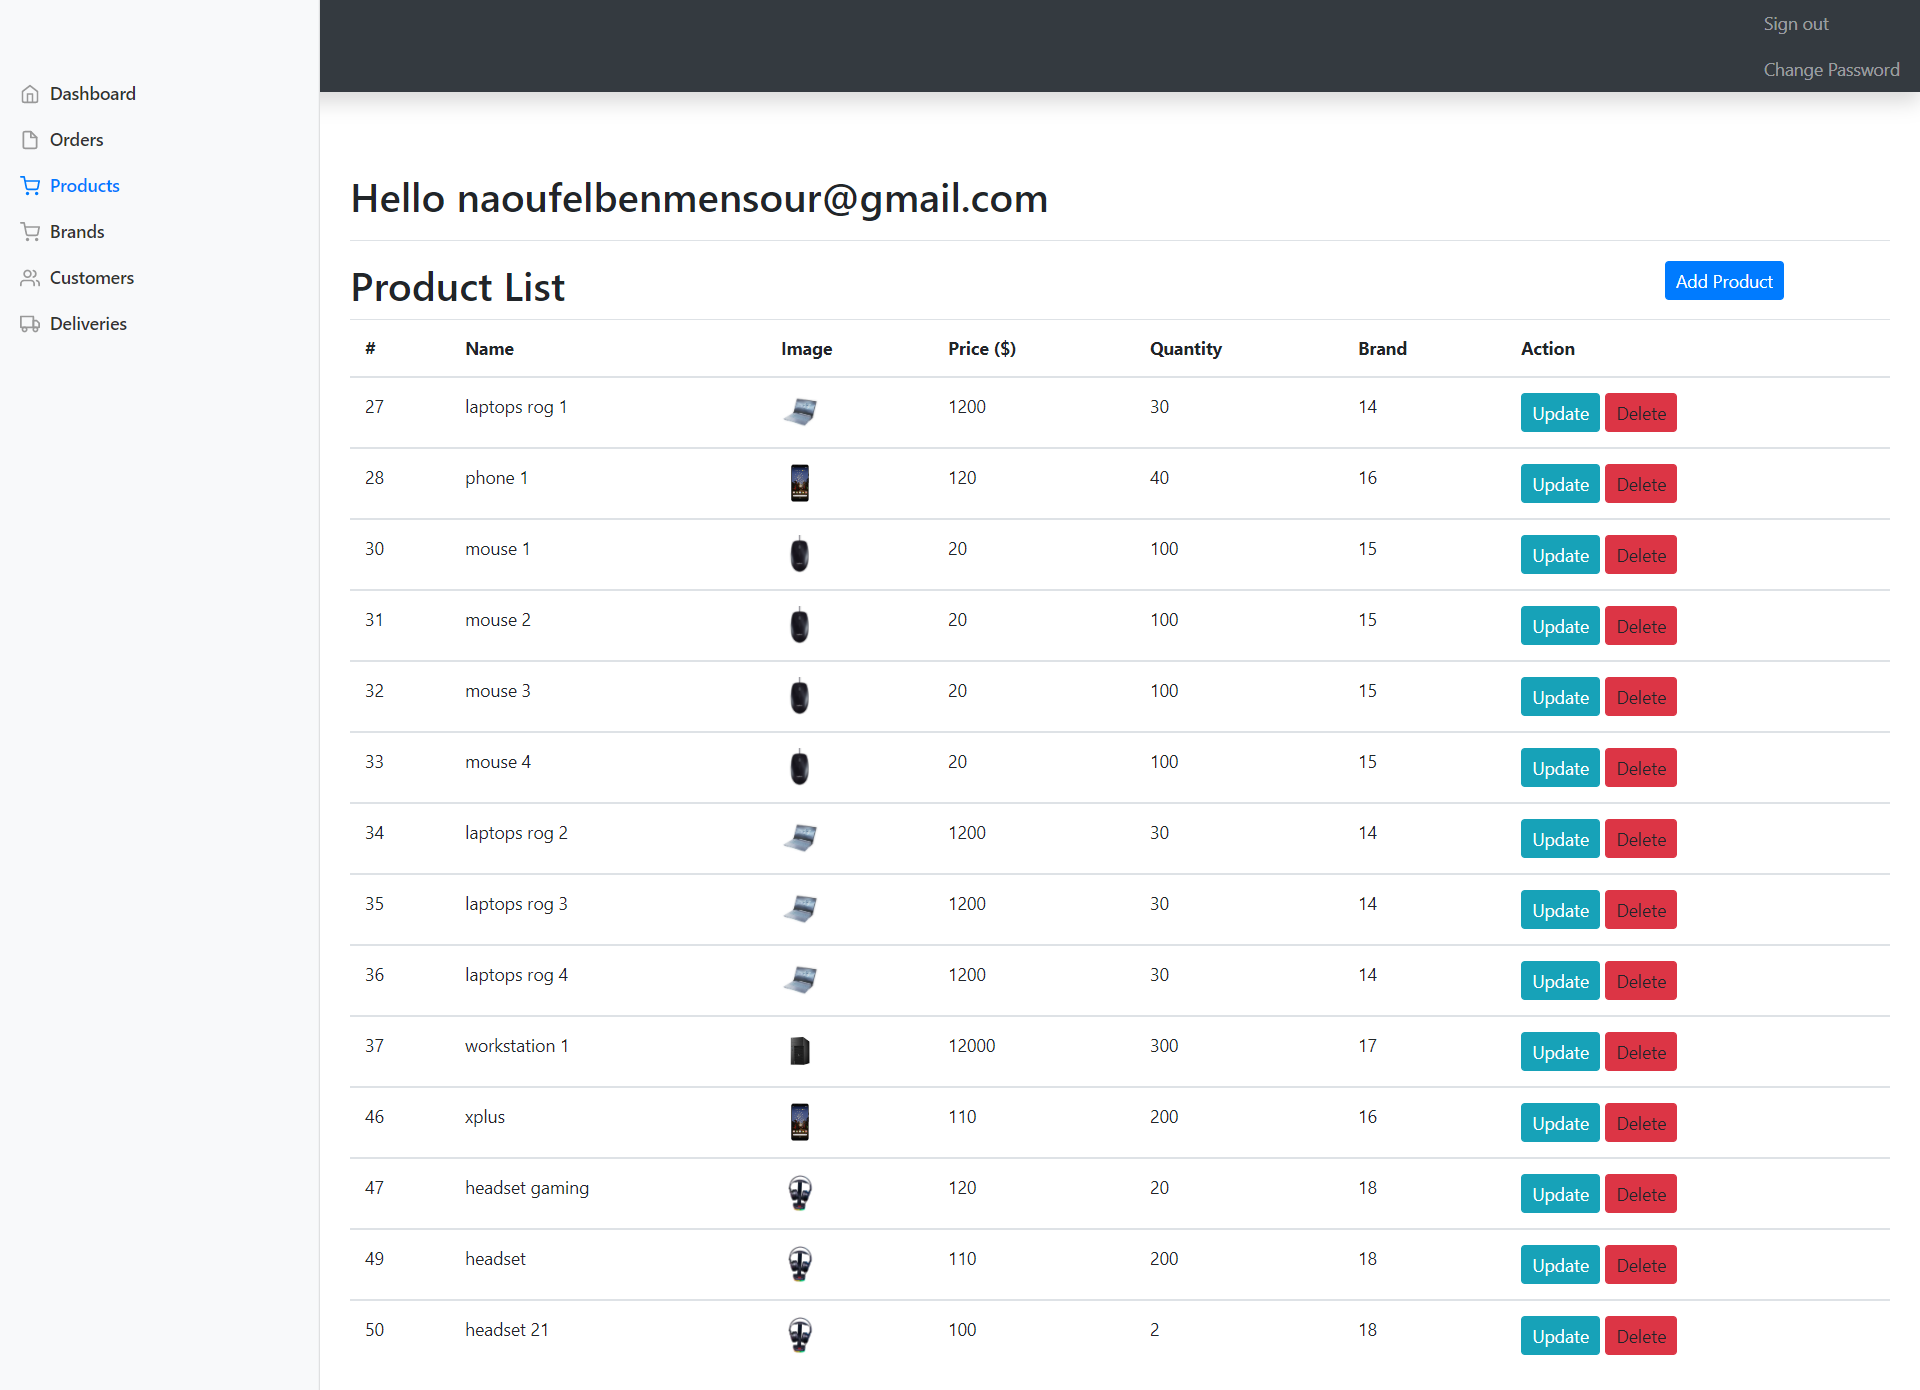 Sign out
Change Password
Dashboard
Orders
Products
Brands
Customers
Deliveries
Hello naoufelbenmensour@gmail.com
Product List
Add Product
# Name Image Price ($) Quantity Brand Action
27 laptops rog 1 1200 30 14 Update Delete
28 phone 1 120 40 16 Update Delete
30 mouse 1 20 100 15 Update Delete
31 mouse 2 20 100 15 Update Delete
32 mouse 3 20 100 15 Update Delete
33 mouse 4 20 100 15 Update Delete
34 laptops rog 2 1200 30 14 Update Delete
35 laptops rog 3 1200 30 14 Update Delete
36 laptops rog 4 1200 30 14 Update Delete
37 workstation 1 12000 300 17 Update Delete
46 xplus 110 200 16 Update Delete
47 headset gaming 120 20 18 Update Delete
49 headset 110 200 18 Update Delete
50 headset 21 100 2 18 Update Delete